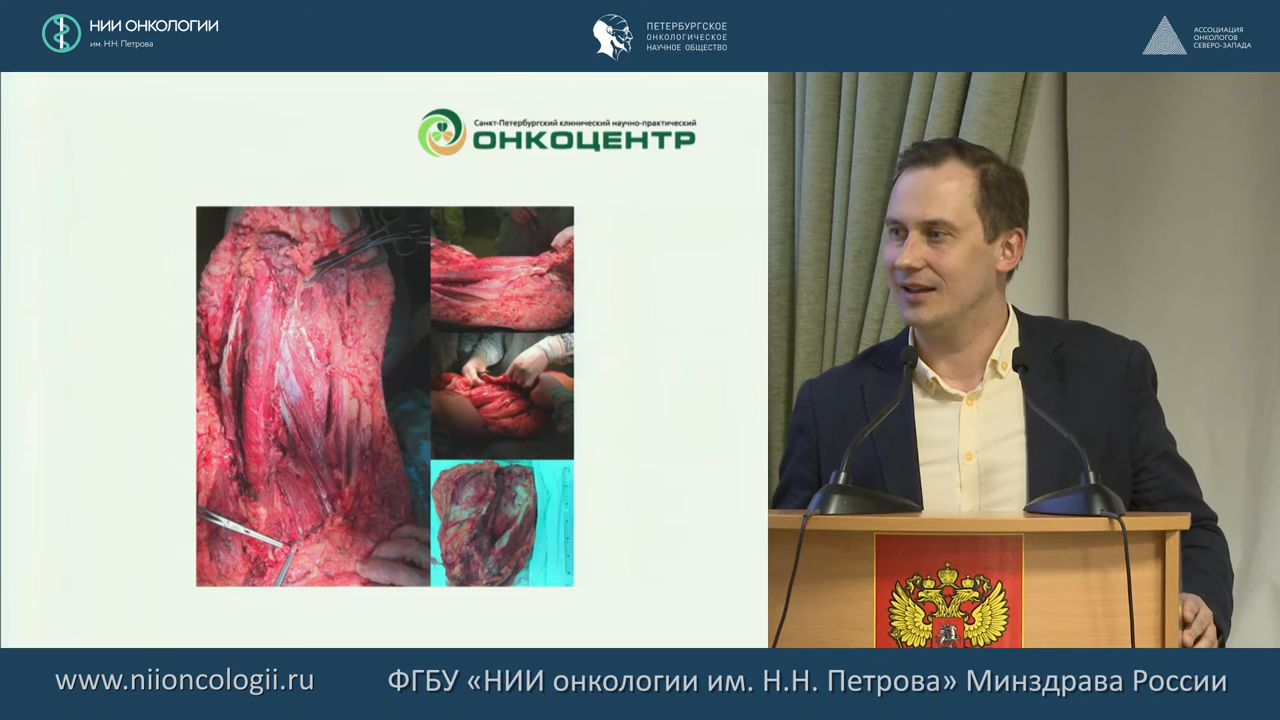 НИИ ОНКОЛОГИИ
им. Н.Н. Петрова
ПЕТЕРБУРГСКОЕ
ОНКОЛОГИЧЕСКОЕ
НАУЧНОЕ ОБЩЕСТВО
АССОЦИАЦИЯ
ОНКОЛОГОВ
СЕВЕРО-ЗАПАДА
Санкт-Петербургский клинический научно-практический
ОНКОЦЕНТР
www.niioncologii.ru
ФГБУ «НИИ онкологии им. Н.Н. Петрова» Минздрава России